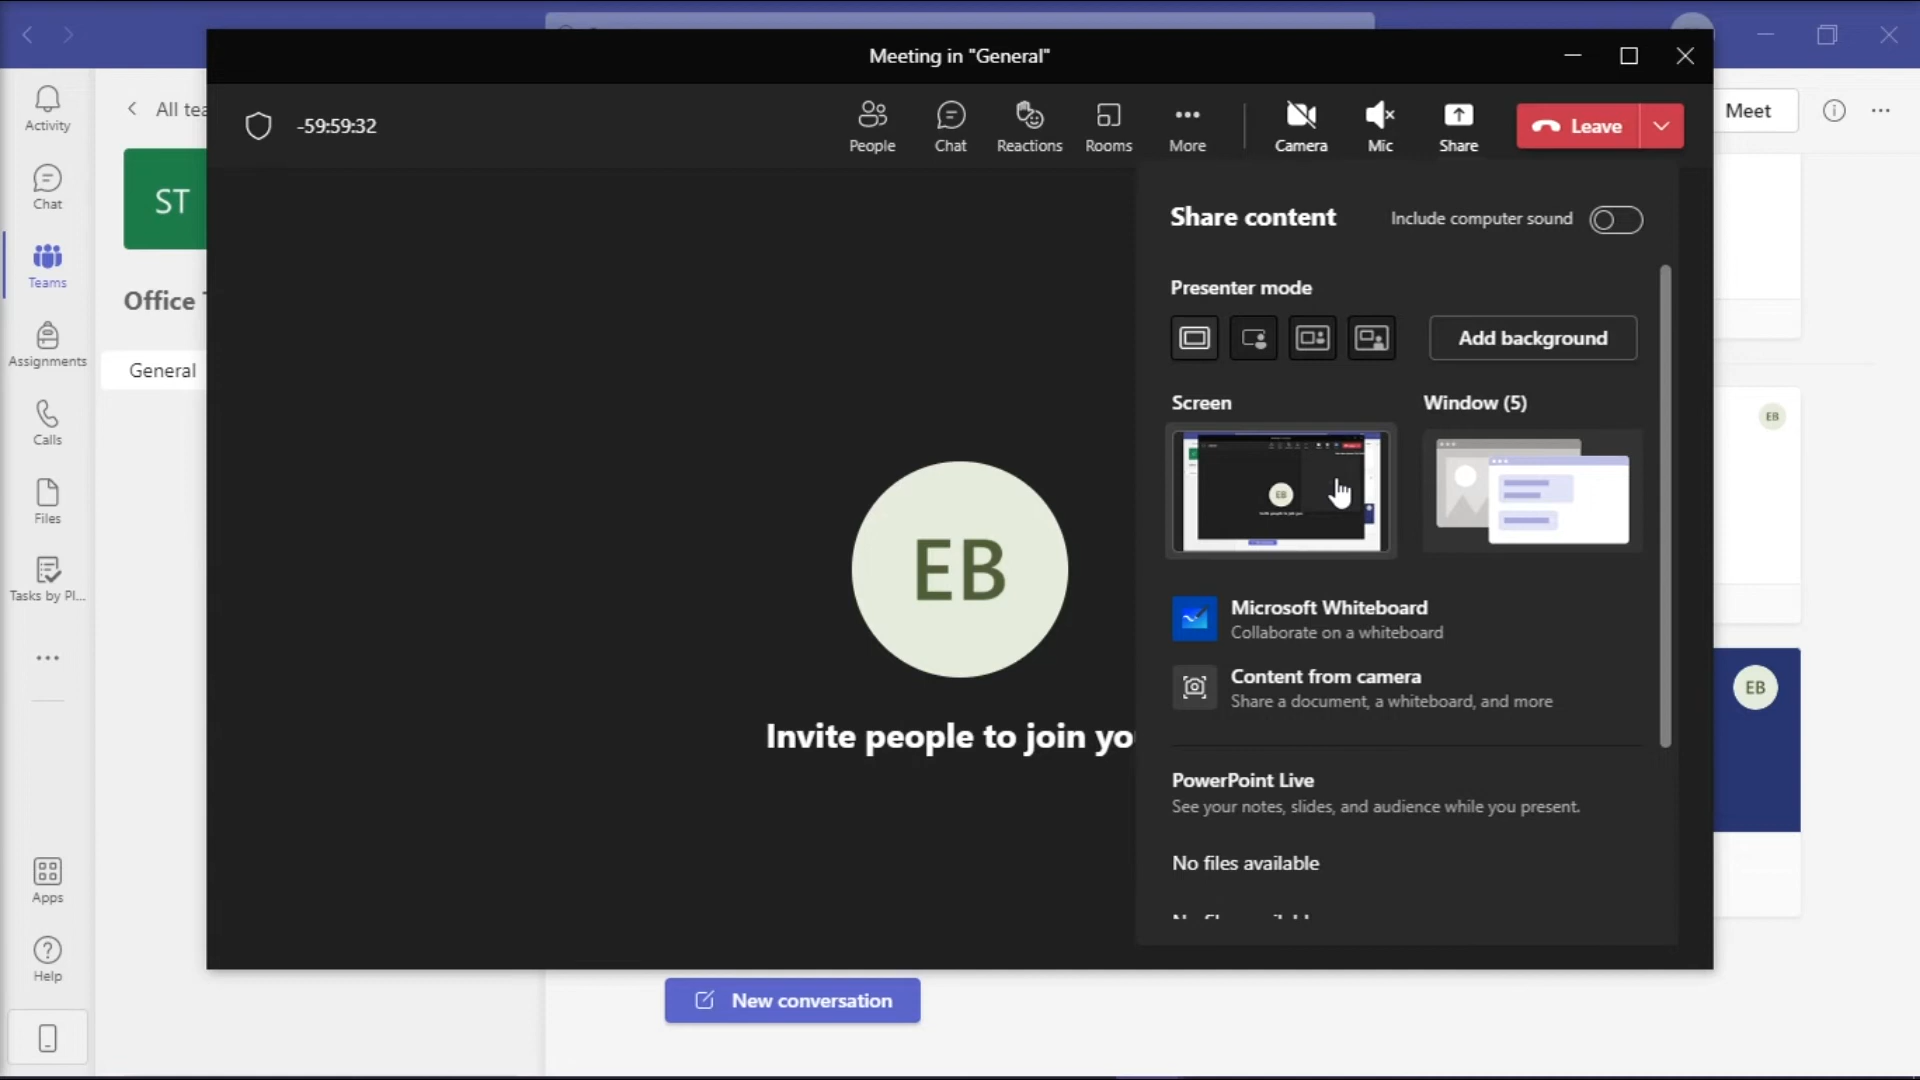 Meeting in "General"
-59:59:32
People
Chat
Reactions
Rooms
More
Camera
Mic
Share
Leave
Activity
Chat
Teams
Assignments
Calls
Files
Tasks by Pl...
Apps
Help
All tea
ST
Office
General
Meet
EB
EB
EB
Invite people to join yo
Share content
Include computer sound
Presenter mode
Add background
Screen
Window (5)
EB
Microsoft Whiteboard
Collaborate on a whiteboard
Content from camera
Share a document, a whiteboard, and more
PowerPoint Live
See your notes, slides, and audience while you present.
No files available
New conversation